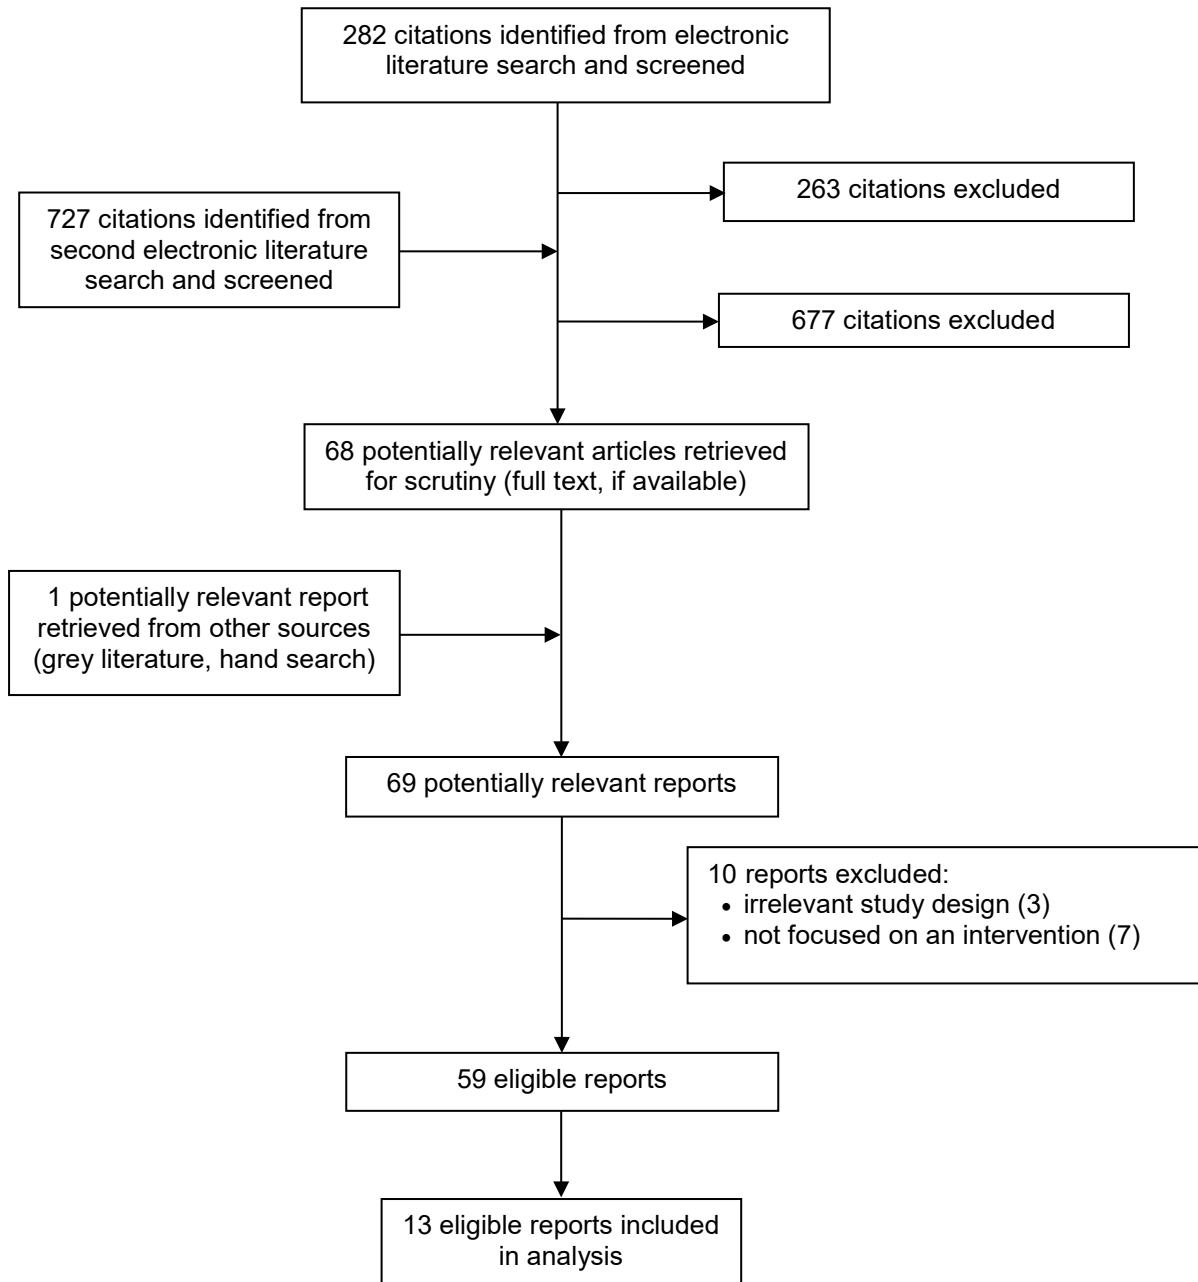 282 citations identified from electronic
literature search and screened
263 citations excluded
727 citations identified from
second electronic literature
search and screened
677 citations excluded
68 potentially relevant articles retrieved
for scrutiny (full text, if available)
1 potentially relevant report
retrieved from other sources
(grey literature, hand search)
69 potentially relevant reports
10 reports excluded:
• irrelevant study design (3)
• not focused on an intervention (7)
59 eligible reports
13 eligible reports included
in analysis